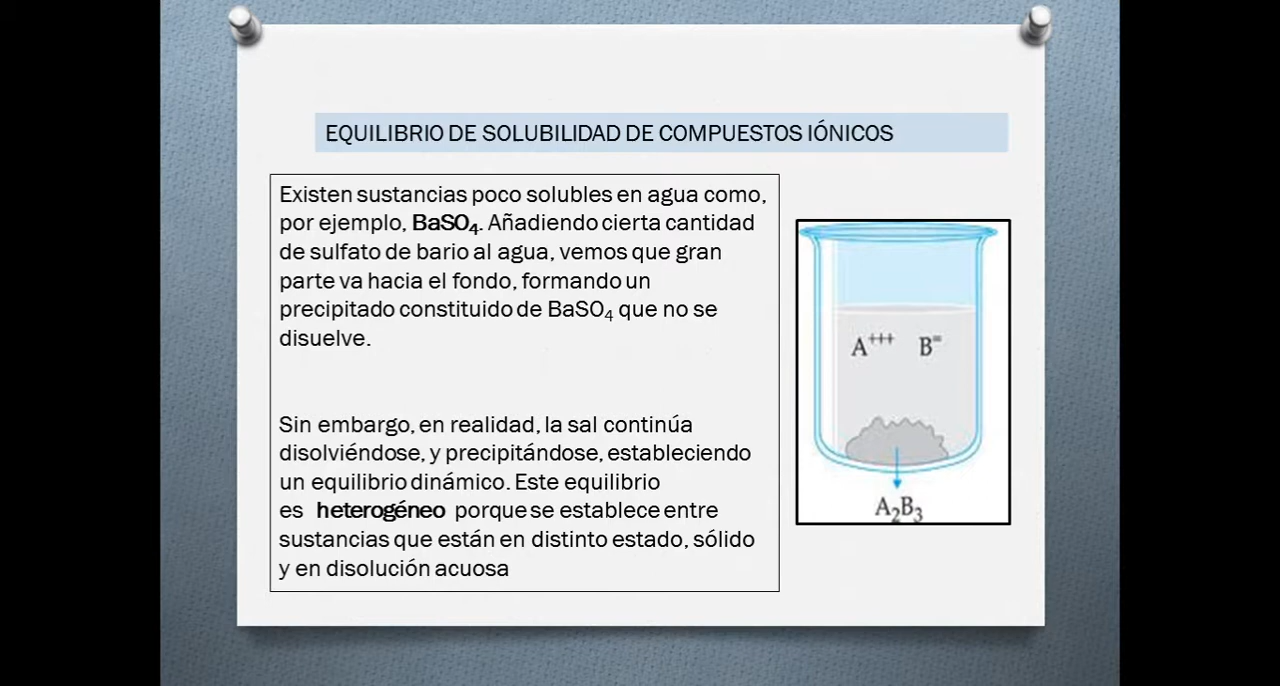 EQUILIBRIO DE SOLUBILIDAD DE COMPUESTOS IÓNICOS
Existen sustancias poco solubles en agua como,
por ejemplo, BaSO₄. Añadiendo cierta cantidad
de sulfato de bario al agua, vemos que gran
parte va hacia el fondo, formando un
precipitado constituido de BaSO₄ que no se
disuelve.
Sin embargo, en realidad, la sal continúa
disolviéndose, y precipitándose, estableciendo
un equilibrio dinámico. Este equilibrio
es heterogéneo porque se establece entre
sustancias que están en distinto estado, sólido
y en disolución acuosa
A⁺⁺⁺ B⁼
A₂B₃